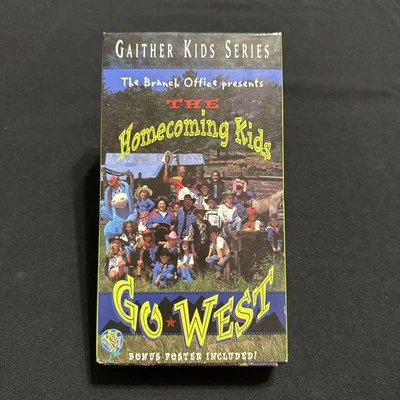 GAITHER KIDS SERIES
The Branch Office presents
THE
Homecoming Kids
GO WEST
BONUS POSTER INCLUDED!